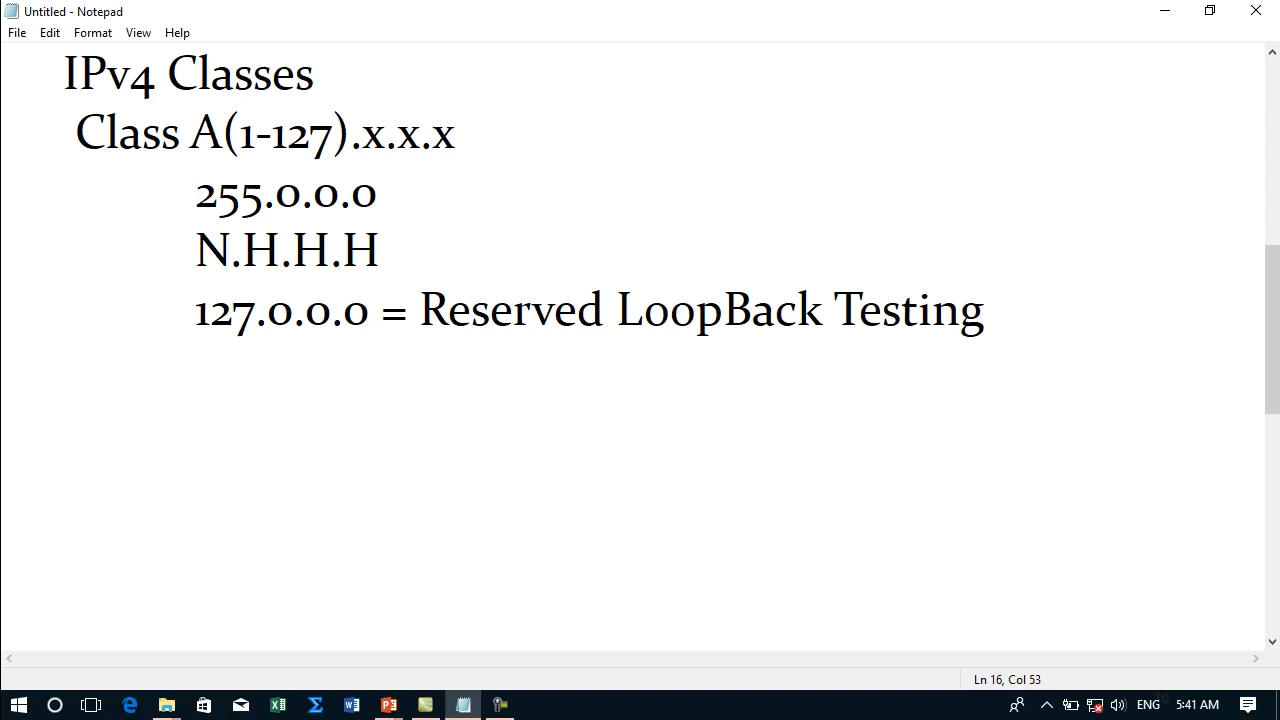 Untitled - Notepad
File Edit Format View Help
IPv4 Classes
Class A(1-127).x.x.x
255.0.0.0
N.H.H.H
127.0.0.0 = Reserved LoopBack Testing
Ln 16, Col 53
ENG 5:41 AM